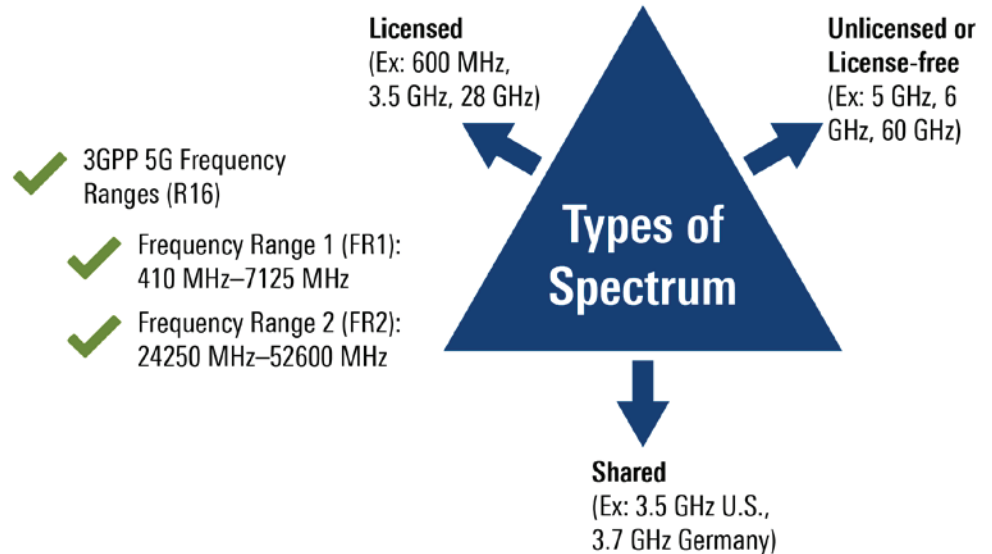 Licensed
(Ex: 600 MHz,
3.5 GHz, 28 GHz)
Unlicensed or
License-free
(Ex: 5 GHz, 6
GHz, 60 GHz)
3GPP 5G Frequency
Ranges (R16)
Frequency Range 1 (FR1):
410 MHz–7125 MHz
Frequency Range 2 (FR2):
24250 MHz–52600 MHz
Types of
Spectrum
Shared
(Ex: 3.5 GHz U.S.,
3.7 GHz Germany)